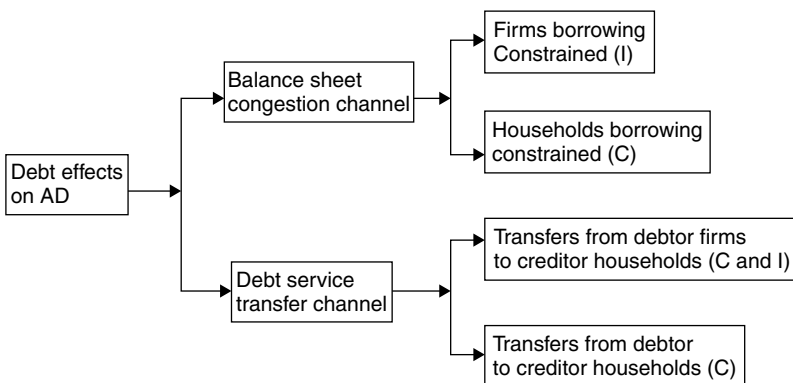 Debt effects
on AD
Balance sheet
congestion channel
Firms borrowing
Constrained (I)
Households borrowing
constrained (C)
Debt service
transfer channel
Transfers from debtor firms
to creditor households (C and I)
Transfers from debtor
to creditor households (C)